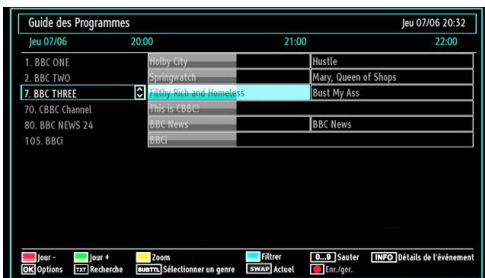 Guide des Programmes Jeu 07/06 20:32
Jeu 07/06 20:00 21:00 22:00
1. BBC ONE Holby City Hustle
2. BBC TWO Springwatch Mary, Queen of Shops
7. BBC THREE Filthy Rich and Homeless Bust My Ass
70. CBBC Channel This is CBBC!
80. BBC NEWS 24 BBC News BBC News
105. BBCi BBCi
Jour - Jour + Zoom Filtrer 0...9 Sauter INFO Détails de l'événement
OK Options TXT Recherche SUBTTL Sélectionner un genre SWAP Actuel Enr./ger.